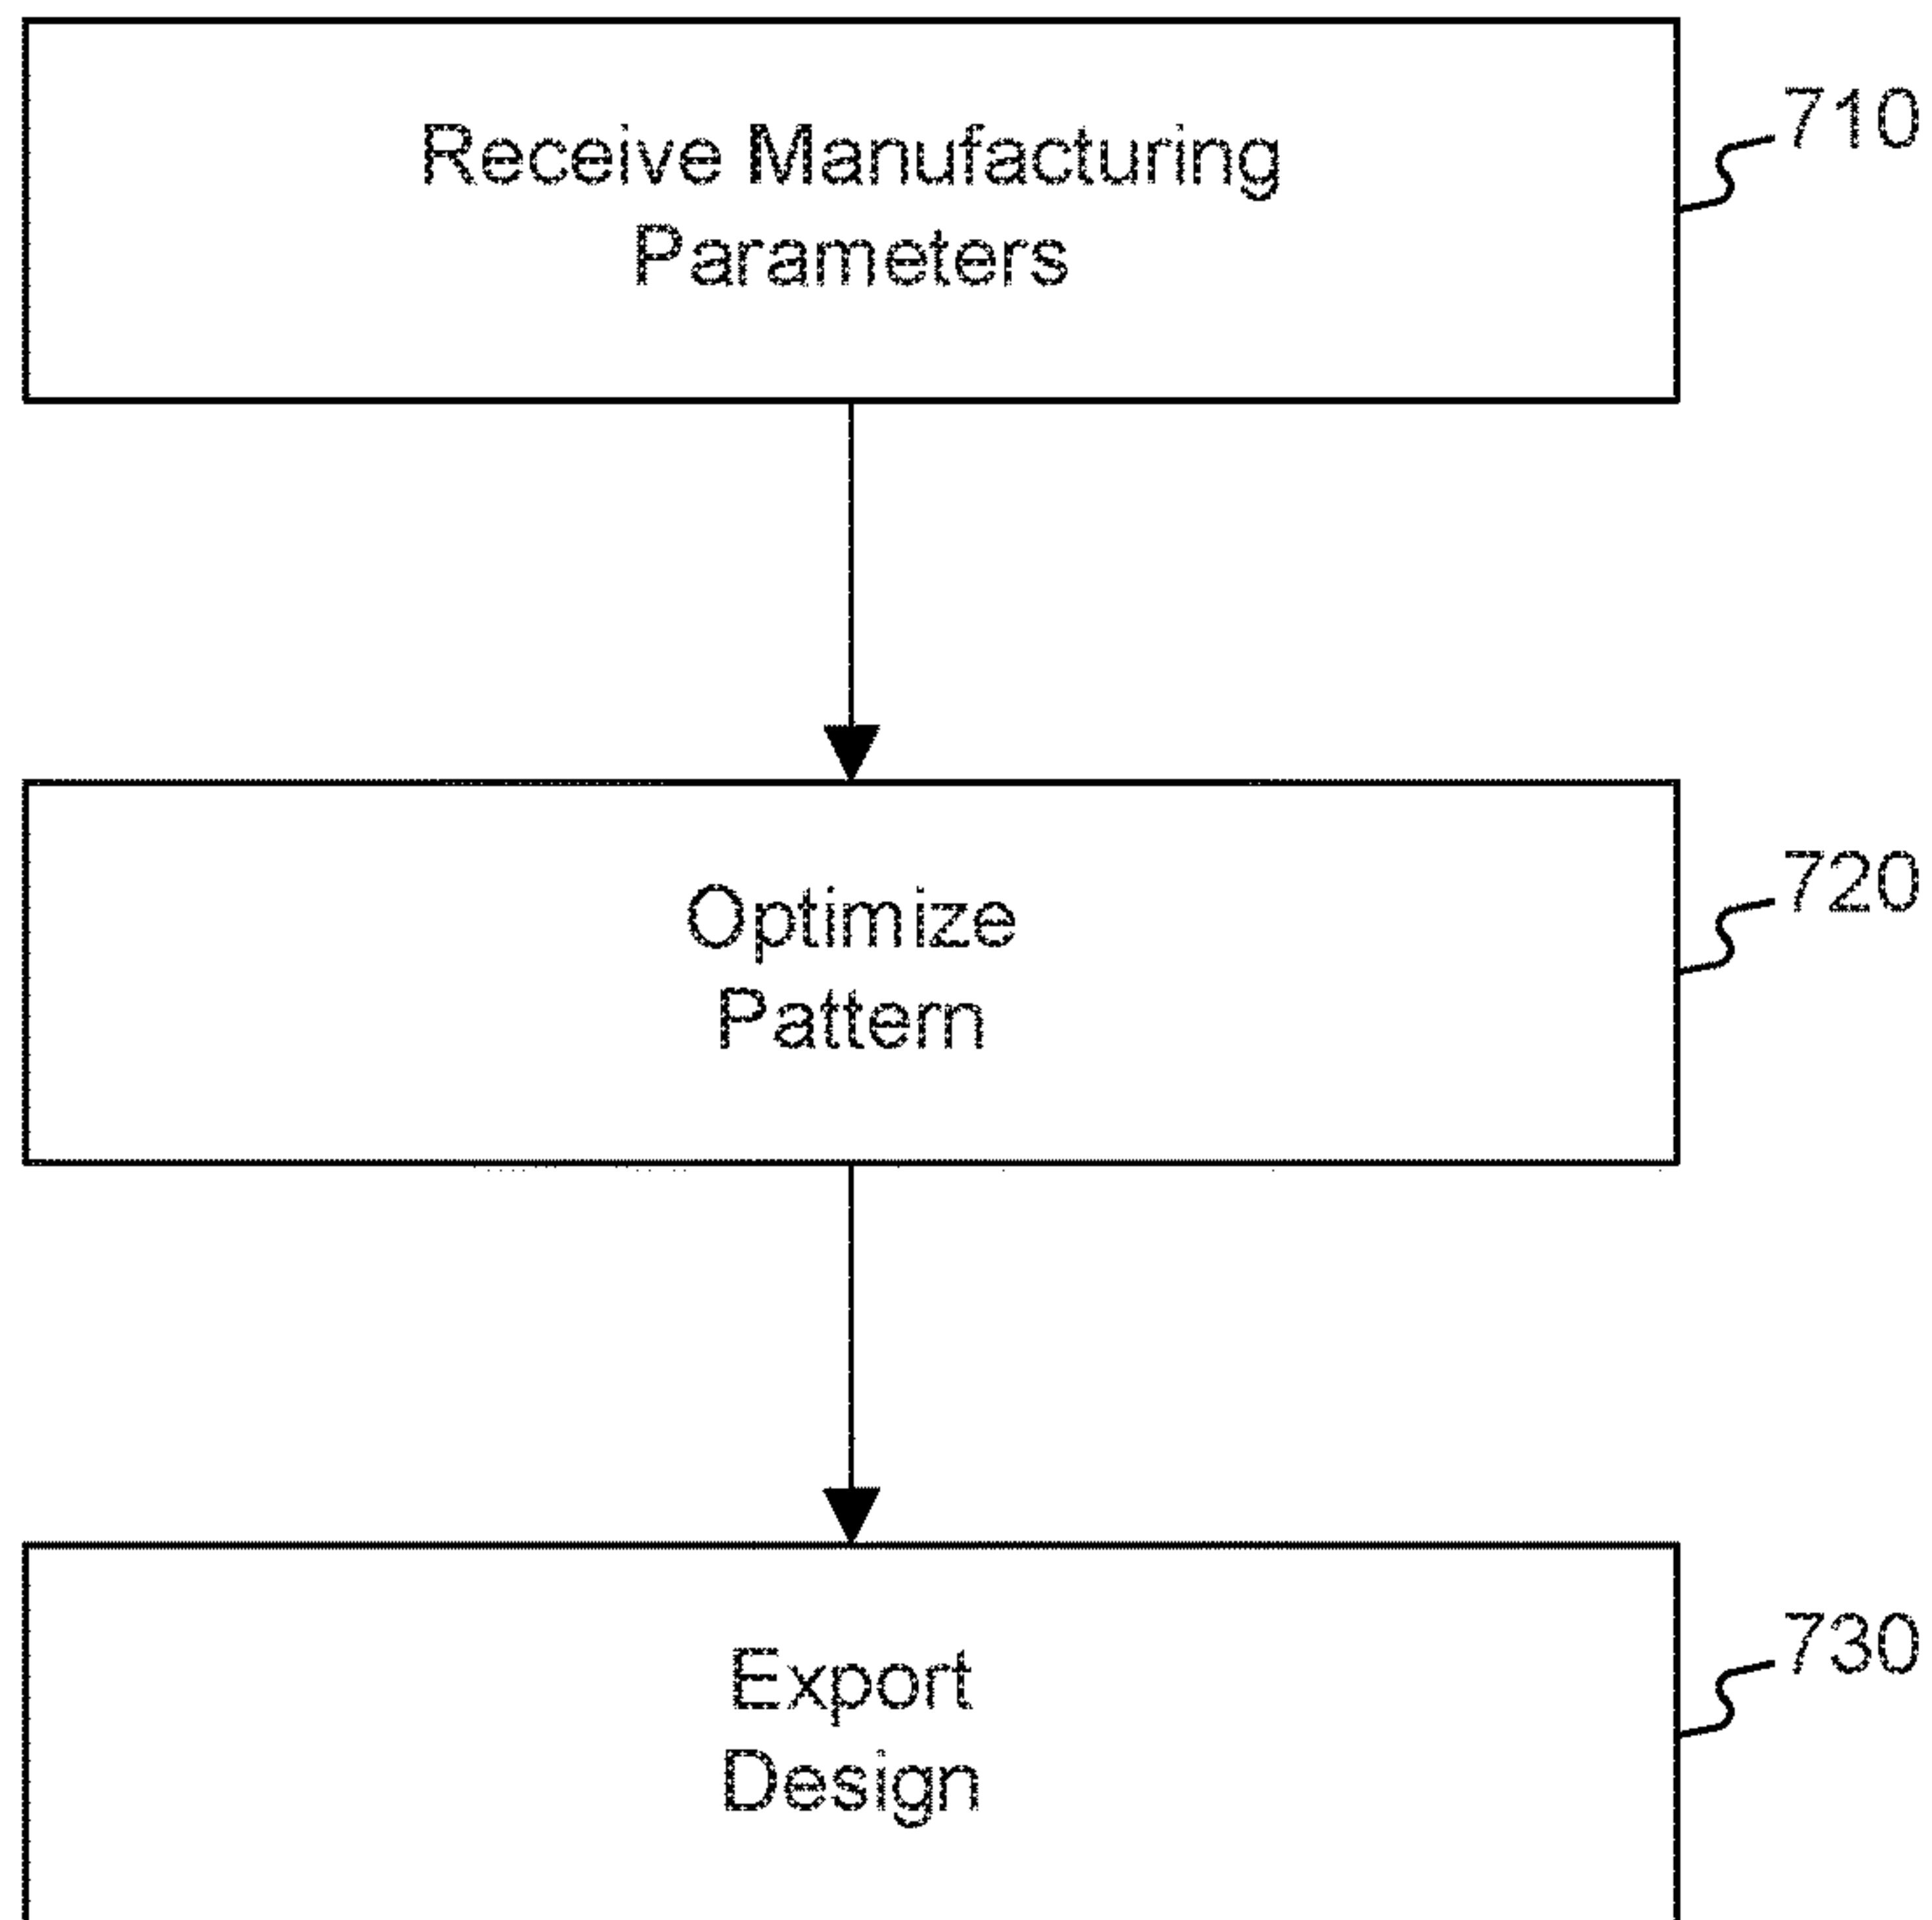 Receive Manufacturing
Parameters
710
Optimize
Pattern
720
Export
Design
730